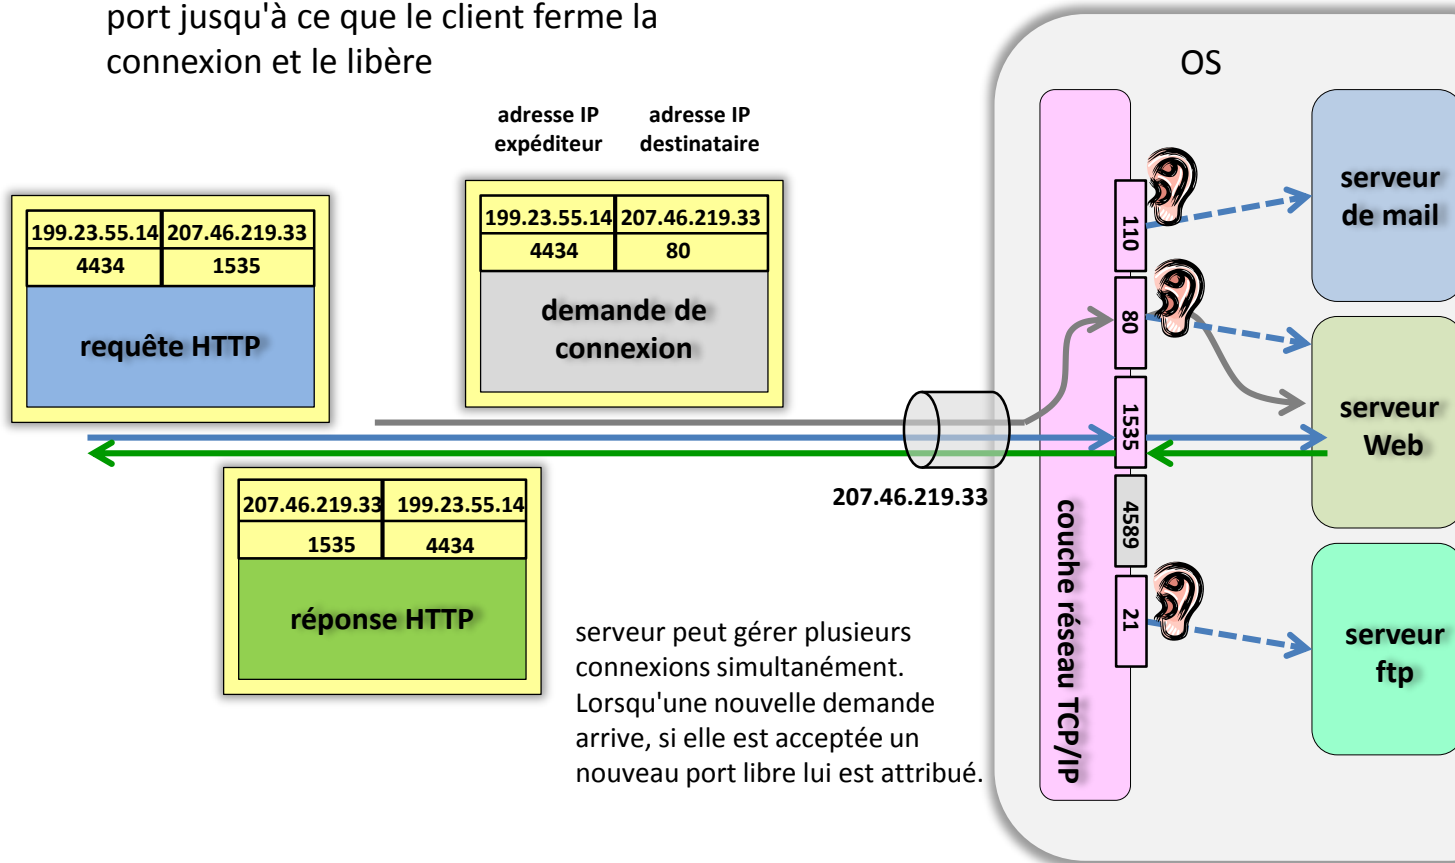 port jusqu'à ce que le client ferme la
connexion et le libère
OS
adresse IP
expéditeur
adresse IP
destinataire
199.23.55.14 207.46.219.33
4434 1535
requête HTTP
199.23.55.14 207.46.219.33
4434 80
demande de
connexion
207.46.219.33 199.23.55.14
1535 4434
réponse HTTP
207.46.219.33
serveur peut gérer plusieurs
connexions simultanément.
Lorsqu'une nouvelle demande
arrive, si elle est acceptée un
nouveau port libre lui est attribué.
couche réseau TCP/IP
110
80
1535
4589
21
serveur
de mail
serveur
Web
serveur
ftp